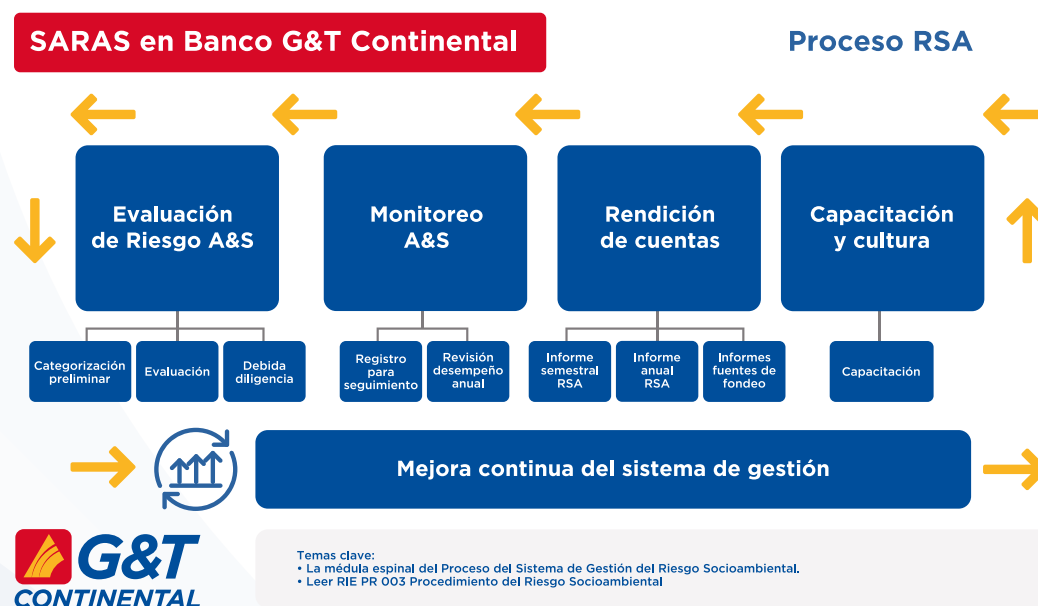 SARAS en Banco G&T Continental
Proceso RSA
Evaluación
de Riesgo A&S
Monitoreo
A&S
Rendición
de cuentas
Capacitación
y cultura
Categorización
preliminar
Evaluación
Debida
diligencia
Registro
para
seguimiento
Revisión
desempeño
anual
Informe
semestral
RSA
Informe
anual
RSA
Informes
fuentes de
fondeo
Capacitación
Mejora continua del sistema de gestión
G&T
CONTINENTAL
Temas clave:
• La médula espinal del Proceso del Sistema de Gestión del Riesgo Socioambiental.
• Leer RIE PR 003 Procedimiento del Riesgo Socioambiental